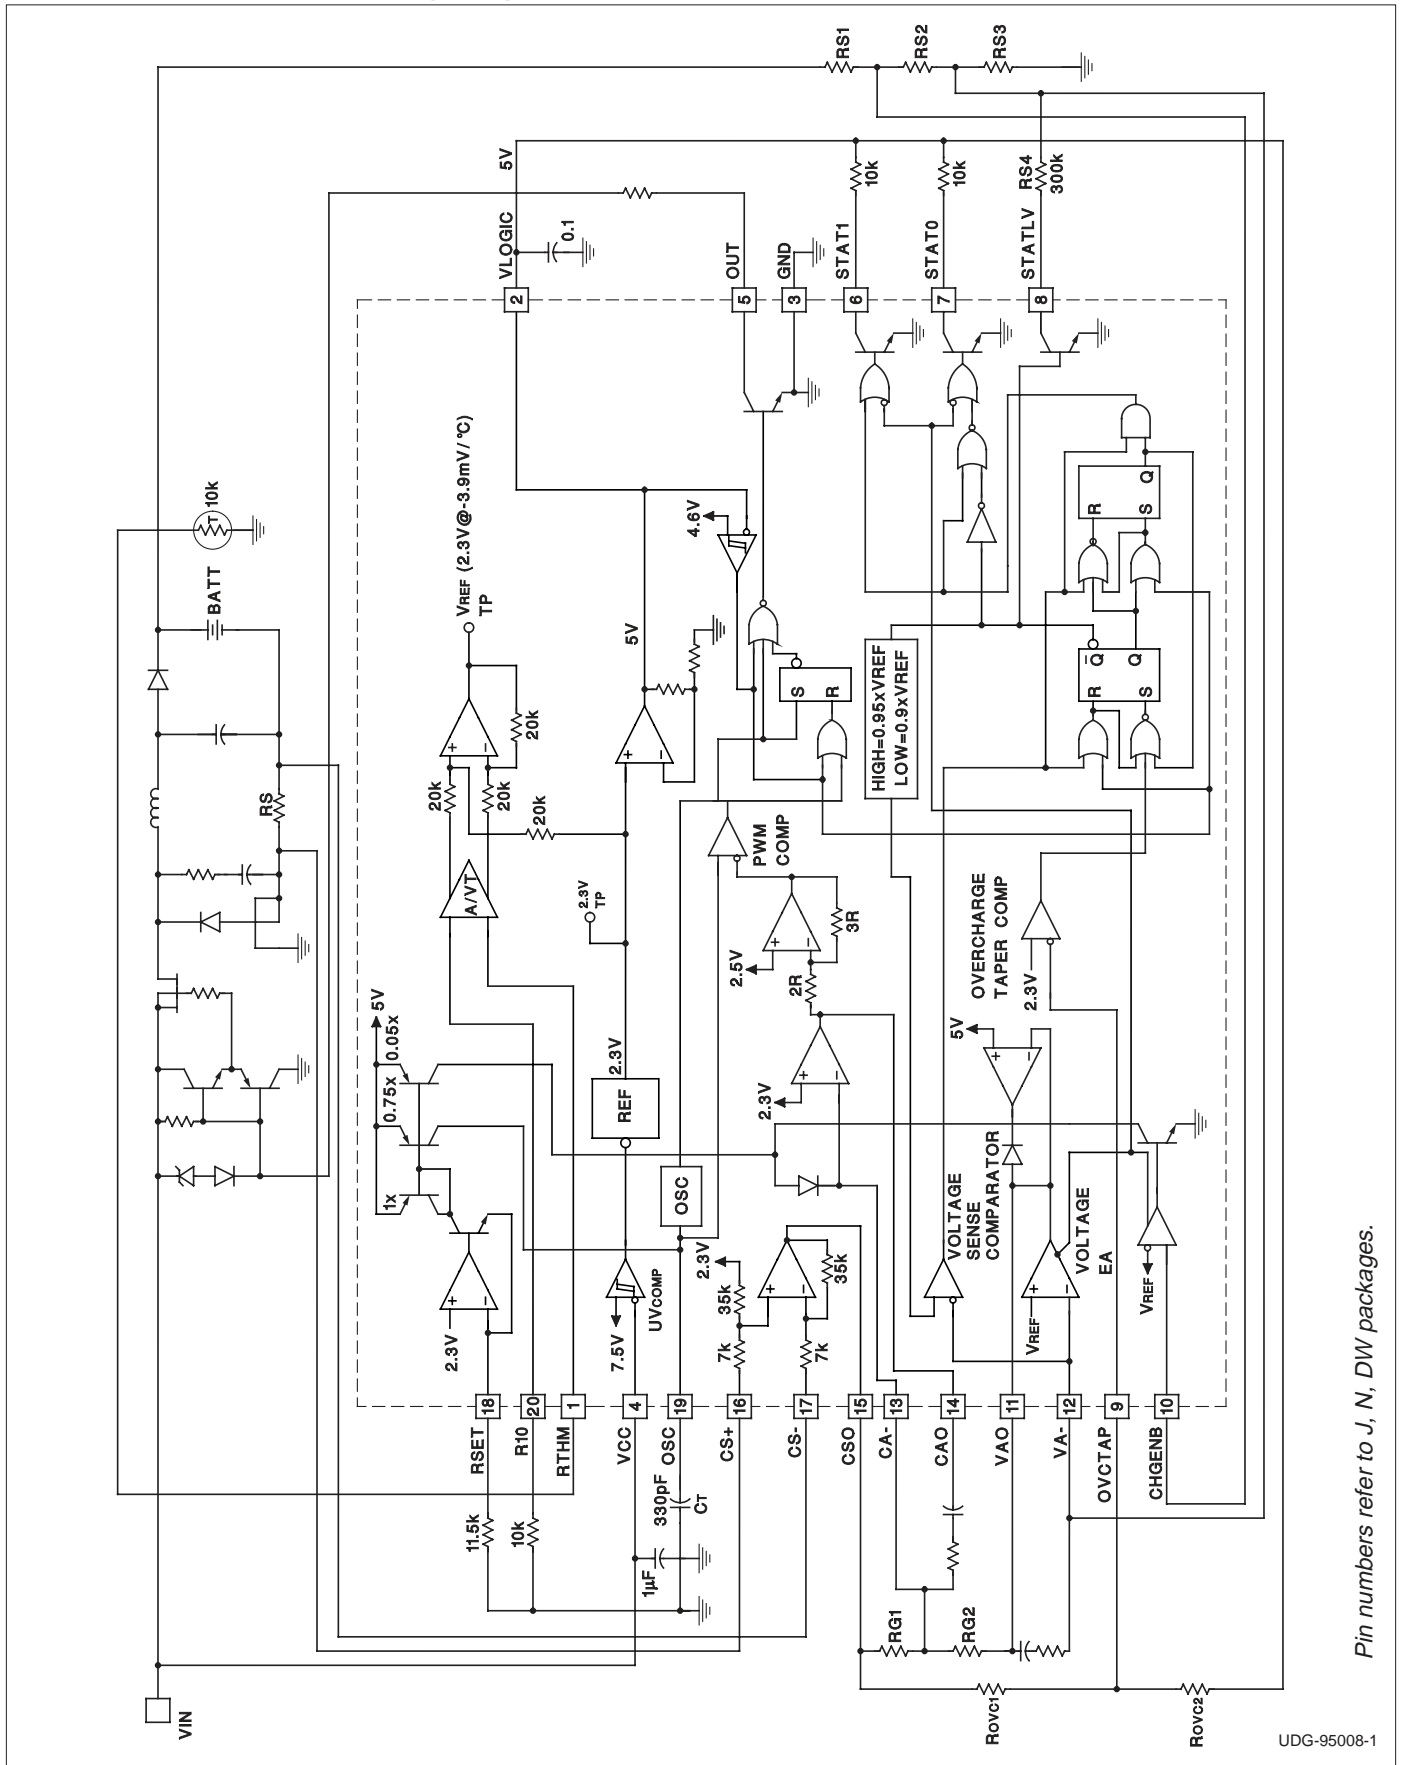 RS1
RS2
RS3
5V
10k
10k
RS4
300k
VLOGIC
0.1
OUT
GND
STAT1
STAT0
STATLV
2
5
3
6
7
8
T
10k
BATT
VREF (2.3V@-3.9mV/°C)
TP
4.6V
5V
R
Q
S
Q
Q
R
S
S
R
HIGH=0.95xVREF
LOW=0.9xVREF
+
–
20k
+
–
20k
20k
20k
RS
PWM
COMP
A/VT
2.3V
TP
+
–
3R
2.5V
2R
OVERCHARGE
TAPER COMP
2.3V
5V
0.05x
0.75x
1x
2.3V
REF
+
–
2.3V
5V
+
–
OSC
VOLTAGE
SENSE
COMPARATOR
+
–
2.3V
7.5V
UVCOMP
2.3V
35k
7k
+
–
35k
7k
+
–
VREF
VOLTAGE
EA
VREF
18
20
1
4
19
16
17
15
13
14
11
12
9
10
RSET
R10
RTHM
VCC
OSC
CS+
CS-
CSO
CA-
CAO
VAO
VA-
OVCTAP
CHGENB
11.5k
10k
1µF
330pF
CT
RG1
RG2
ROVC1
ROVC2
VIN
Pin numbers refer to J, N, DW packages.
UDG-95008-1